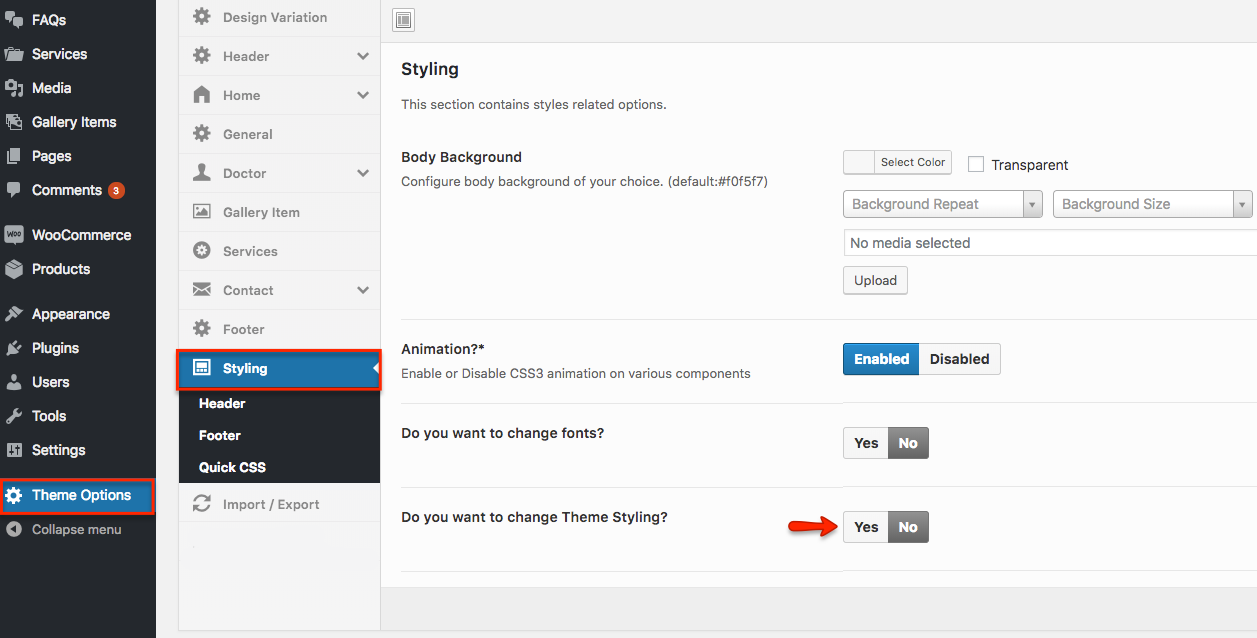 FAQs
Services
Media
Gallery Items
Pages
Comments 3
Woo WooCommerce
Products
Appearance
Plugins
Users
Tools
Settings
Theme Options
Collapse menu
Design Variation
Header
Home
General
Doctor
Gallery Item
Services
Contact
Footer
Styling
Header
Footer
Quick CSS
Import / Export
Styling
This section contains styles related options.
Body Background
Configure body background of your choice. (default:#f0f5f7)
Select Color Transparent
Background Repeat Background Size
No media selected
Upload
Animation?*
Enable or Disable CSS3 animation on various components
Enabled Disabled
Do you want to change fonts?
Yes No
Do you want to change Theme Styling?
Yes No